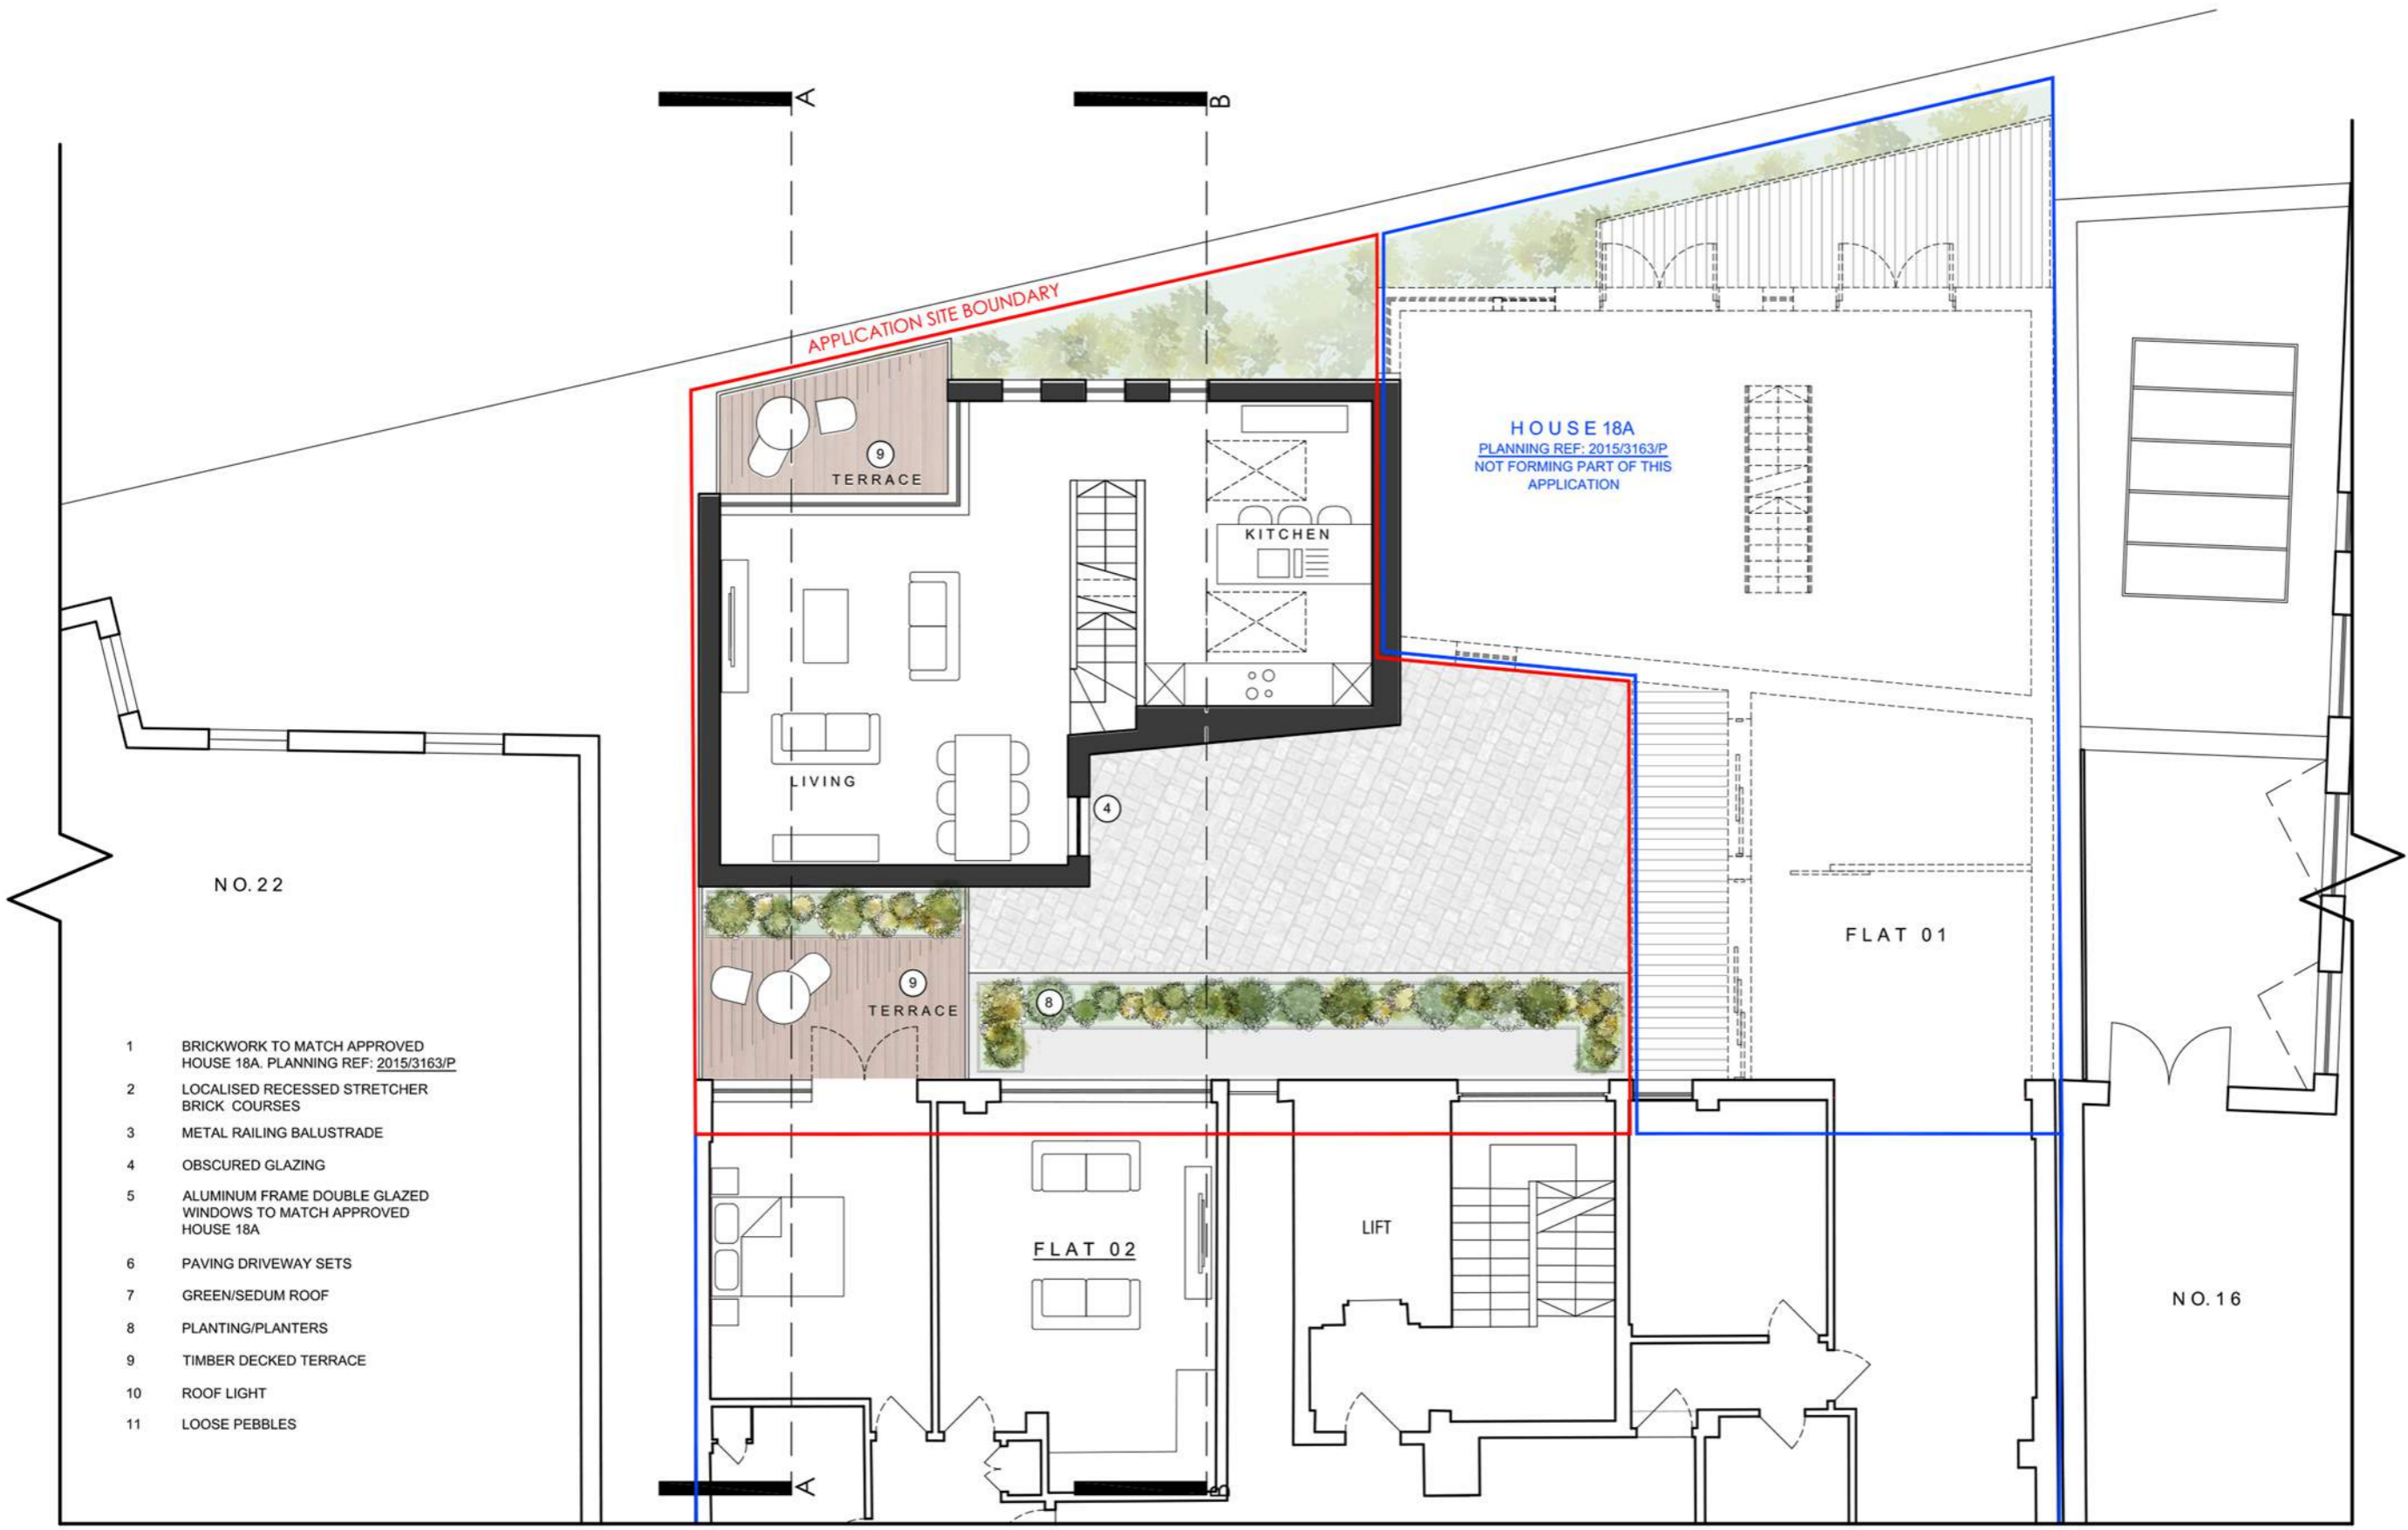 A
B
APPLICATION SITE BOUNDARY
9
TERRACE
KITCHEN
HOUSE 18A
PLANNING REF: 2015/3163/P
NOT FORMING PART OF THIS
APPLICATION
LIVING
4
NO.22
FLAT 01
9
TERRACE
8
1 BRICKWORK TO MATCH APPROVED
HOUSE 18A. PLANNING REF: 2015/3163/P
2 LOCALISED RECESSED STRETCHER
BRICK COURSES
3 METAL RAILING BALUSTRADE
4 OBSCURED GLAZING
5 ALUMINUM FRAME DOUBLE GLAZED
WINDOWS TO MATCH APPROVED
HOUSE 18A
6 PAVING DRIVEWAY SETS
7 GREEN/SEDUM ROOF
8 PLANTING/PLANTERS
9 TIMBER DECKED TERRACE
10 ROOF LIGHT
11 LOOSE PEBBLES
FLAT 02
LIFT
NO.16
A
B